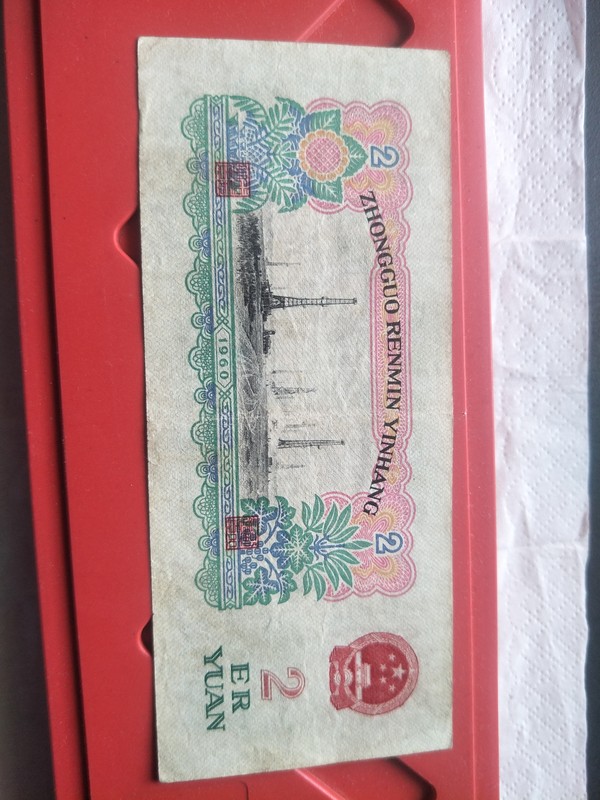 ZHONGGUO RENMIN YINHANG
2
2
1960
2
ER
YUAN